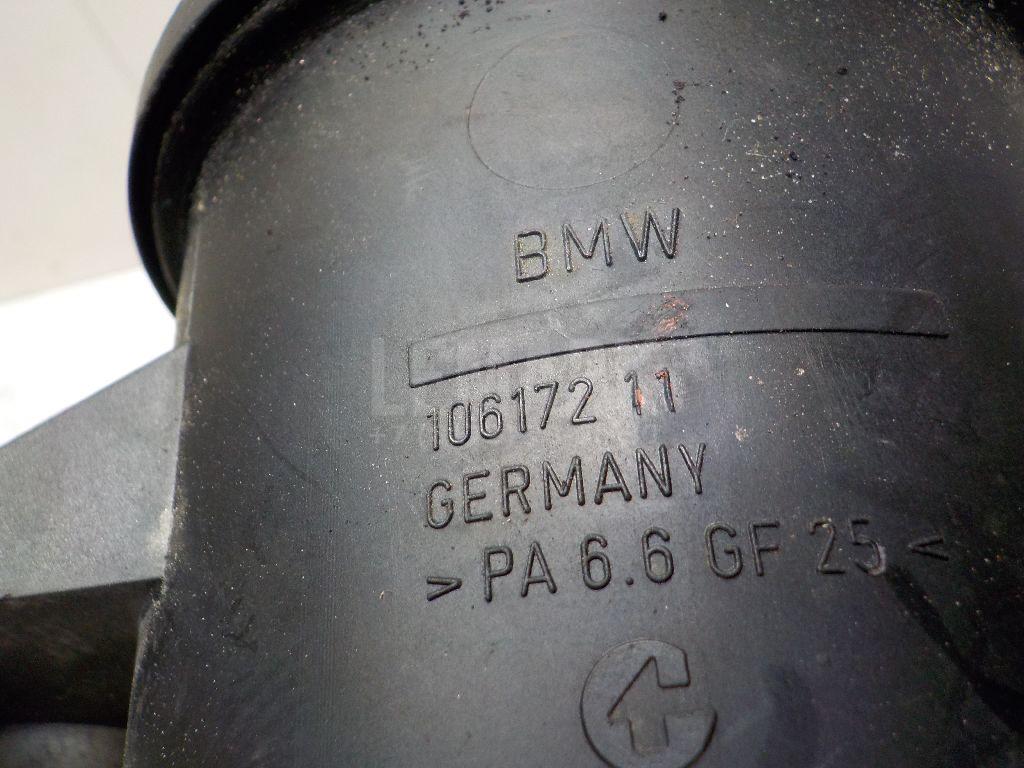 BMW
106172 11
GERMANY
>PA 6.6 GF 25<